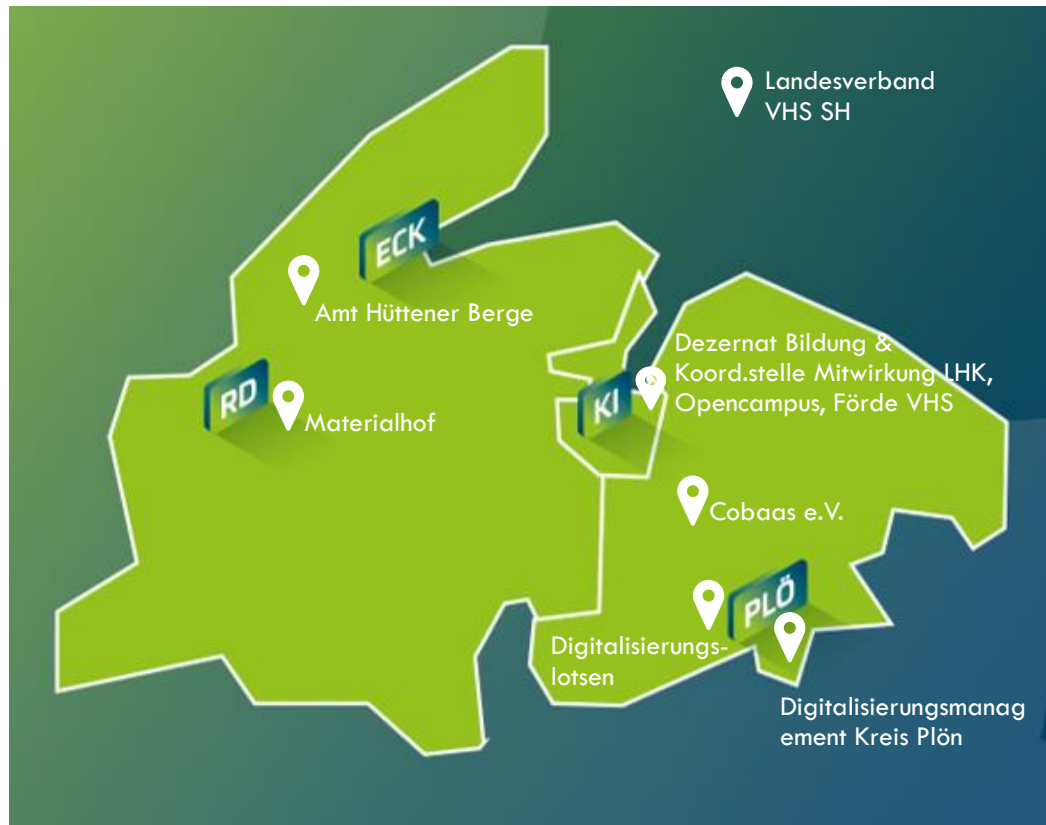 Landesverband
VHS SH
ECK
Amt Hüttener Berge
Dezernat Bildung &
Koord.stelle Mitwirkung LHK,
Opencampus, Förde VHS
RD
KI
Materialhof
Cobaas e.V.
PLÖ
Digitalisierungs-
lotsen
Digitalisierungsmanag
ement Kreis Plön